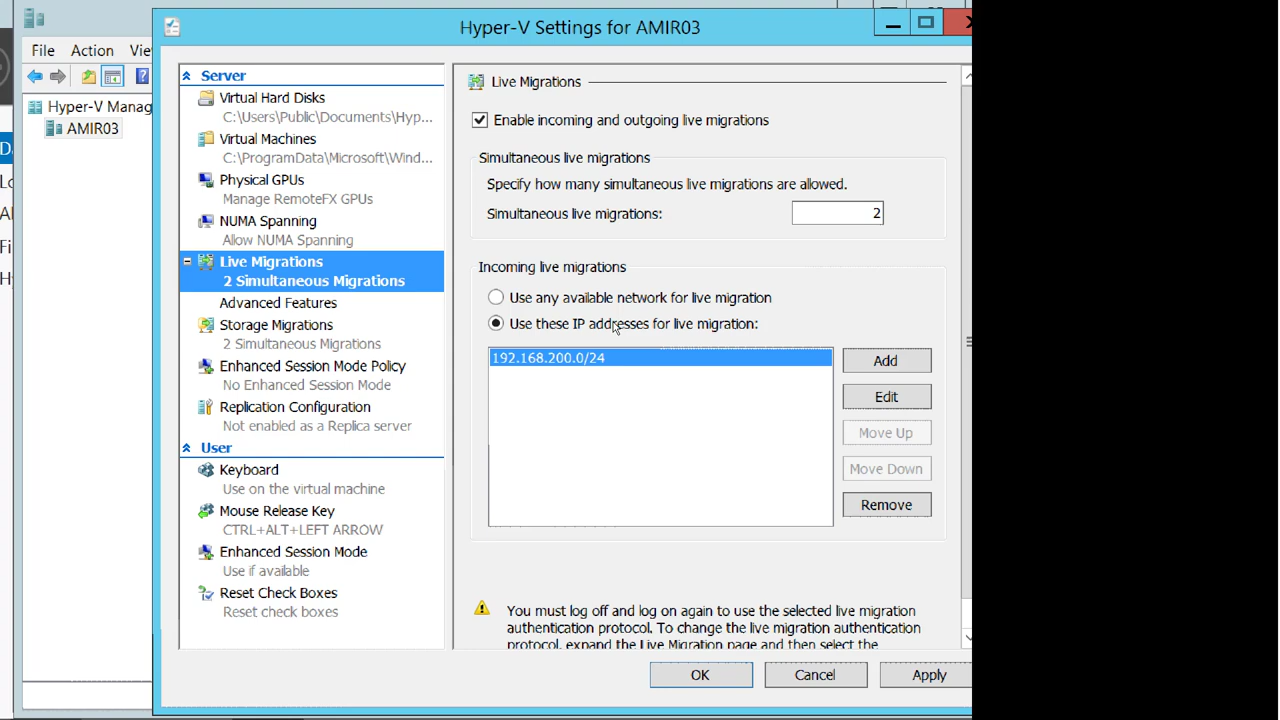 Hyper-V Settings for AMIR03
File Action Vie
Hyper-V Manag
AMIR03
Server
Virtual Hard Disks
C:\Users\Public\Documents\Hyp...
Virtual Machines
C:\ProgramData\Microsoft\Wind...
Physical GPUs
Manage RemoteFX GPUs
NUMA Spanning
Allow NUMA Spanning
Live Migrations
2 Simultaneous Migrations
Advanced Features
Storage Migrations
2 Simultaneous Migrations
Enhanced Session Mode Policy
No Enhanced Session Mode
Replication Configuration
Not enabled as a Replica server
User
Keyboard
Use on the virtual machine
Mouse Release Key
CTRL+ALT+LEFT ARROW
Enhanced Session Mode
Use if available
Reset Check Boxes
Reset check boxes
Live Migrations
Enable incoming and outgoing live migrations
Simultaneous live migrations
Specify how many simultaneous live migrations are allowed.
Simultaneous live migrations: 2
Incoming live migrations
Use any available network for live migration
Use these IP addresses for live migration:
192.168.200.0/24
Add
Edit
Move Up
Move Down
Remove
You must log off and log on again to use the selected live migration
authentication protocol. To change the live migration authentication
protocol, expand the Live Migration page and then select the
OK Cancel Apply